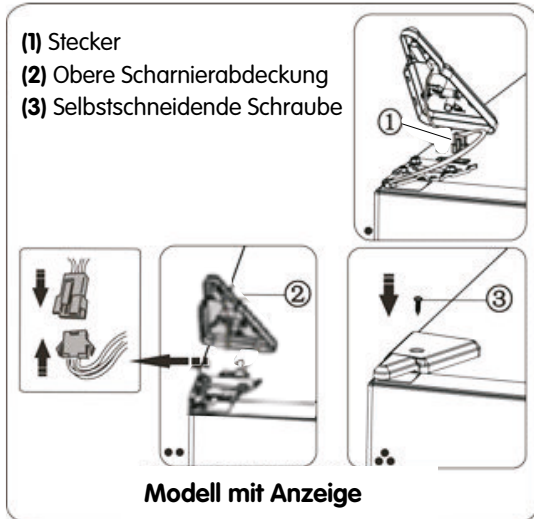 (1) Stecker
(2) Obere Scharnierabdeckung
(3) Selbstschneidende Schraube
①
②
③
Modell mit Anzeige